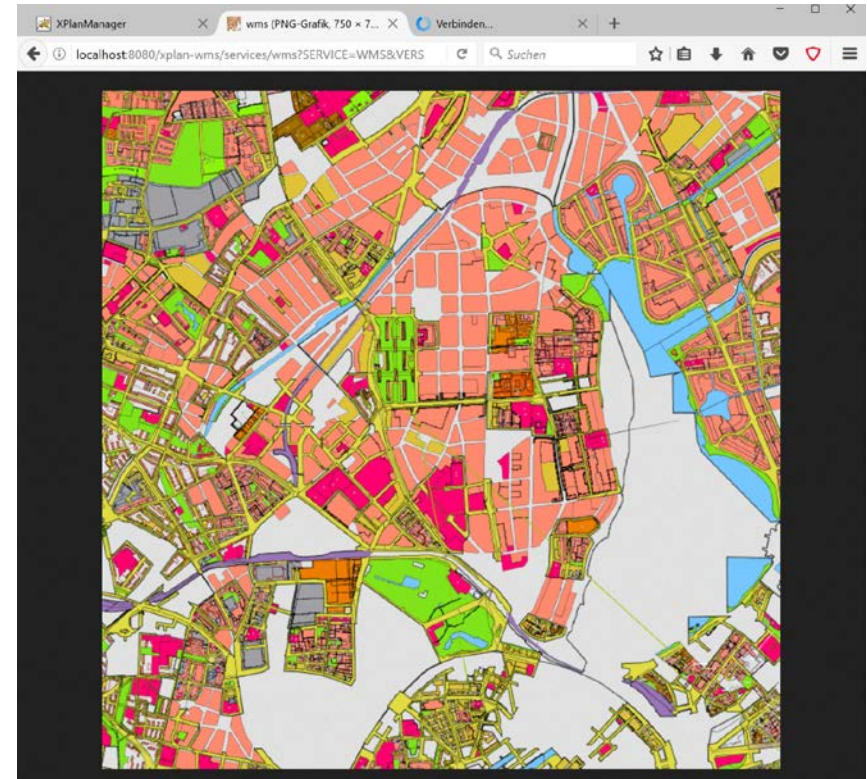 XPlanManager
wms (PNG-Grafik, 750 × 7...
Verbinden...
localhost:8080/xplan-wms/services/wms?SERVICE=WMS&VERS
Suchen